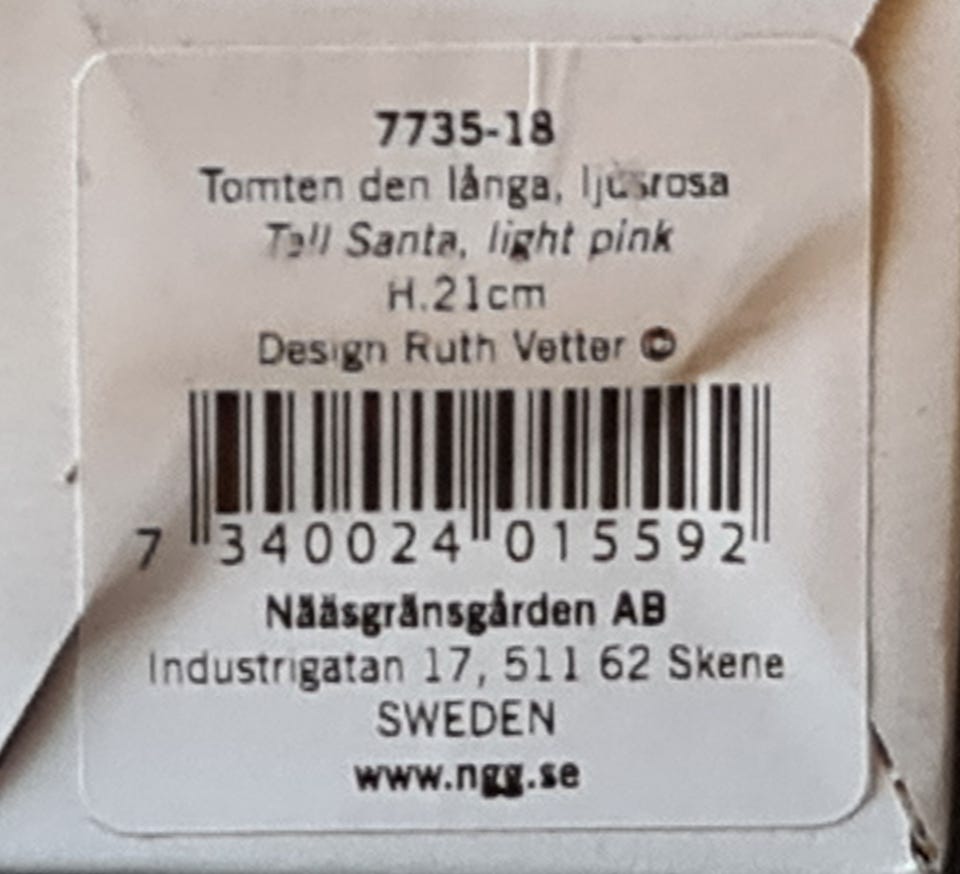 7735-18
Tomten den långa, ljusrosa
Tall Santa, light pink
H.21cm
Design Ruth Vetter ©
7 340024 015592
Nääsgränsgården AB
Industrigatan 17, 511 62 Skene
SWEDEN
www.ngg.se